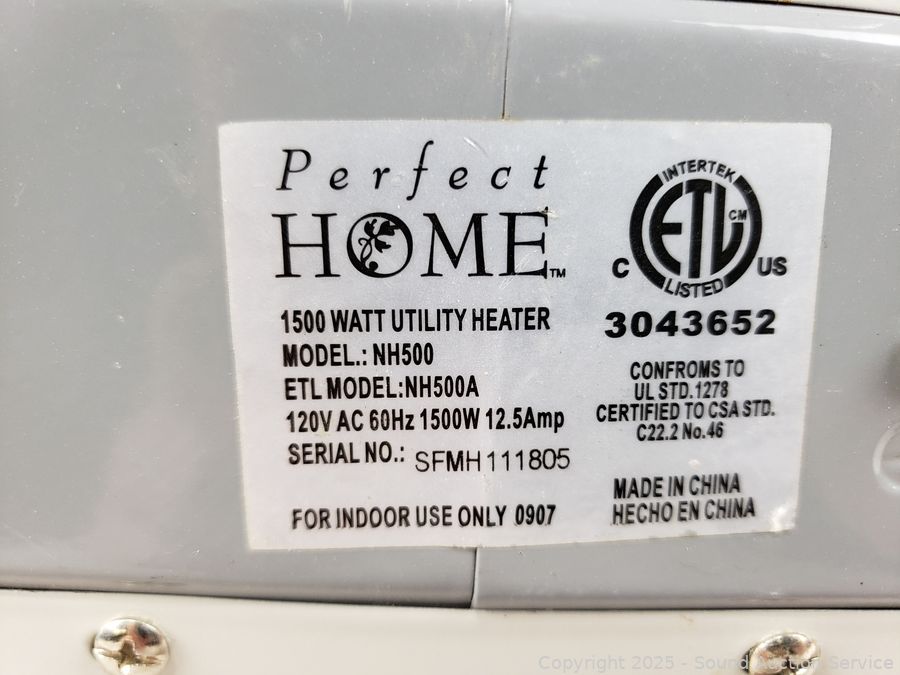 Perfect
HOME™
1500 WATT UTILITY HEATER
MODEL.: NH500
ETL MODEL:NH500A
120V AC 60Hz 1500W 12.5Amp
SERIAL NO.: SFMH111805
FOR INDOOR USE ONLY 0907
INTERTEK
ETL CM
C US
LISTED
3043652
CONFROMS TO
UL STD.1278
CERTIFIED TO CSA STD.
C22.2 No.46
MADE IN CHINA
HECHO EN CHINA
Copyright 2025 - Sound Auction Service